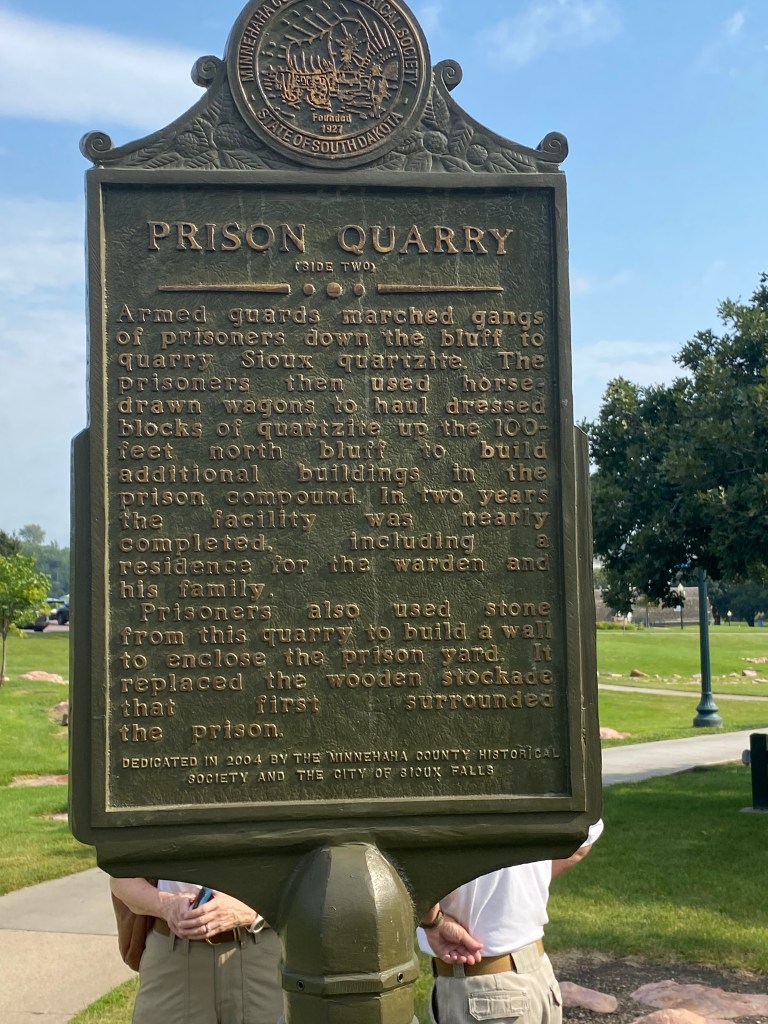 MINNEHAHA COUNTY HISTORICAL SOCIETY
Founded
1927
STATE OF SOUTH DAKOTA
PRISON QUARRY
(SIDE TWO)
Armed guards marched gangs
of prisoners down the bluff to
quarry Sioux quartzite. The
prisoners then used horse-
drawn wagons to haul dressed
blocks of quartzite up the 100-
feet north bluff to build
additional buildings in the
prison compound. In two years
the facility was nearly
completed, including a
residence for the warden and
his family.
Prisoners also used stone
from this quarry to build a wall
to enclose the prison yard. It
replaced the wooden stockade
that first surrounded
the prison.
DEDICATED IN 2004 BY THE MINNEHAHA COUNTY HISTORICAL
SOCIETY AND THE CITY OF SIOUX FALLS